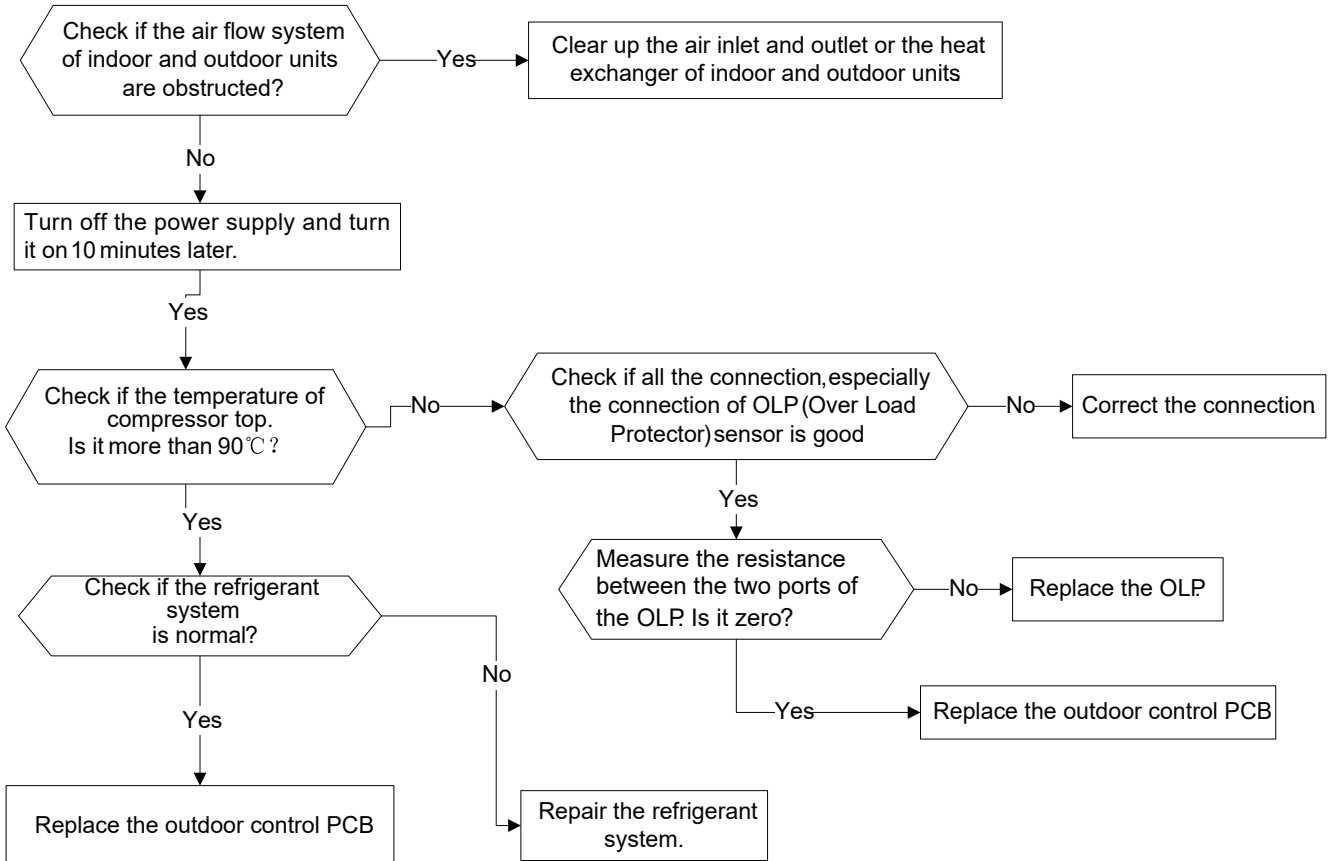 Check if the air flow system
of indoor and outdoor units
are obstructed?
Yes
Clear up the air inlet and outlet or the heat
exchanger of indoor and outdoor units
No
Turn off the power supply and turn
it on 10 minutes later.
Yes
Check if the temperature of
compressor top.
Is it more than 90℃?
No
Check if all the connection,especially
the connection of OLP(Over Load
Protector)sensor is good
No
Correct the connection
Yes
Yes
Measure the resistance
between the two ports of
the OLP. Is it zero?
No
Replace the OLP.
Check if the refrigerant
system
is normal?
No
Yes
Yes
Replace the outdoor control PCB
Replace the outdoor control PCB
Repair the refrigerant
system.